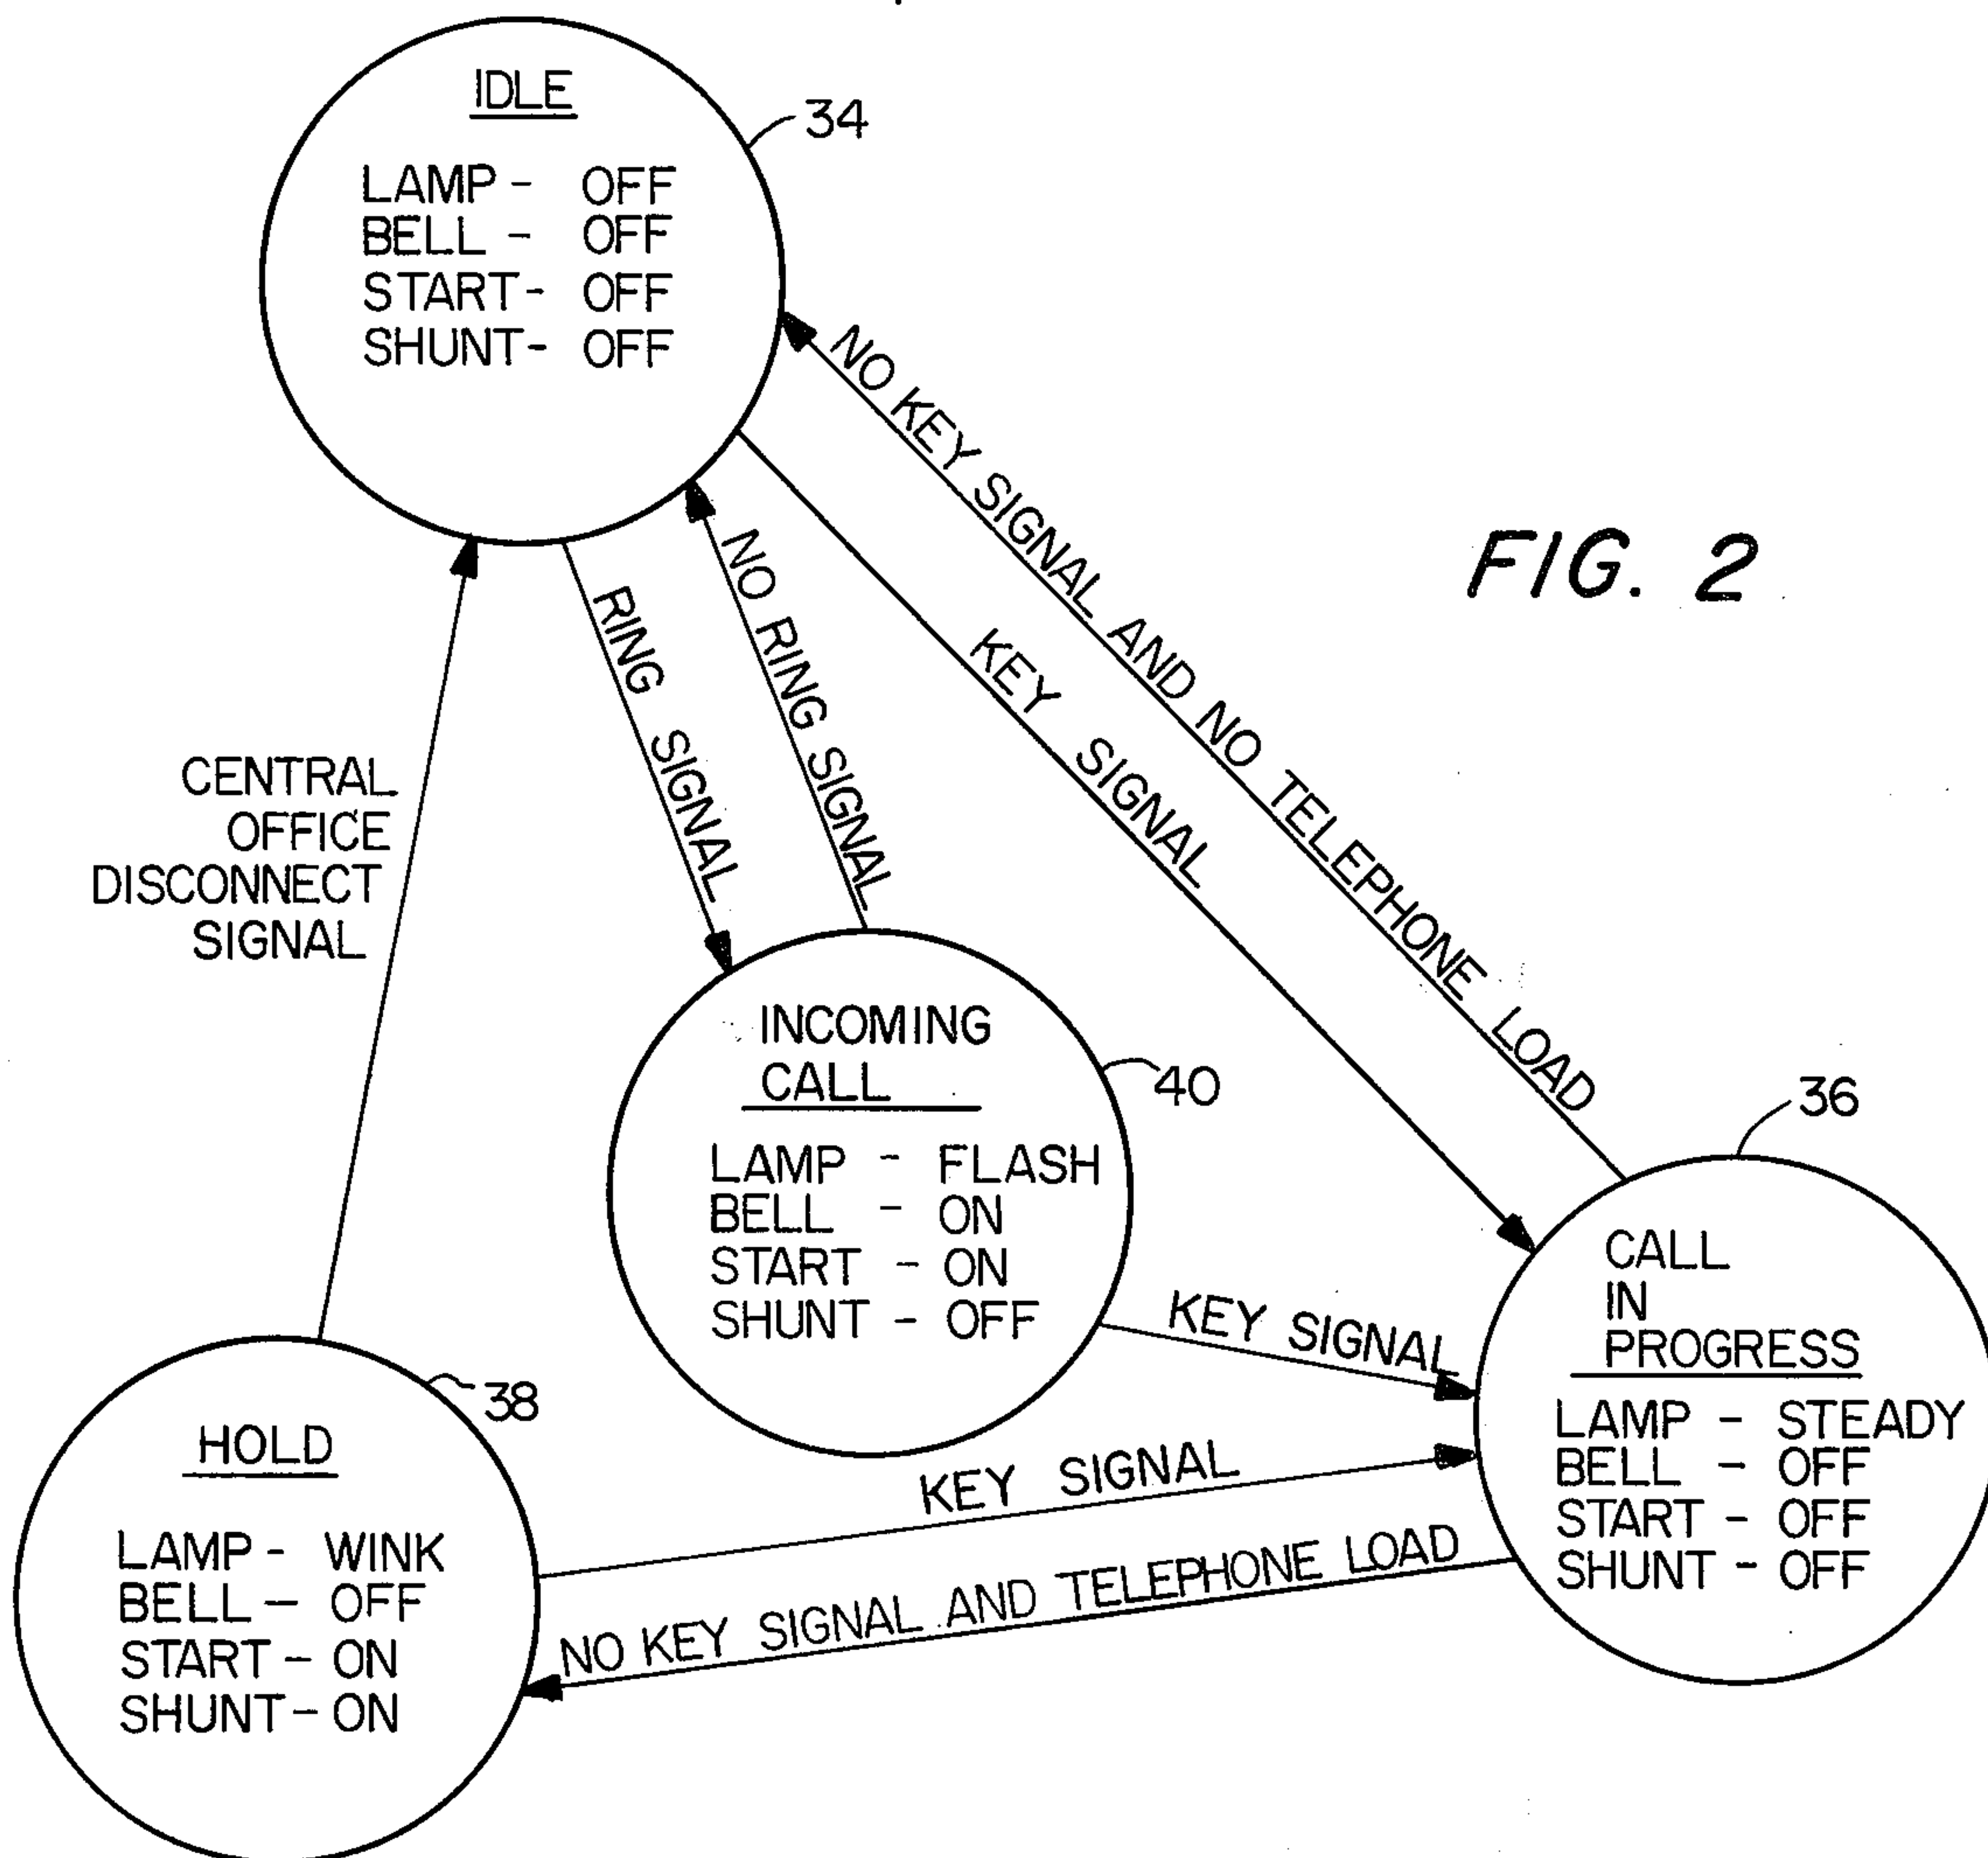 IDLE
34
LAMP - OFF
BELL - OFF
START - OFF
SHUNT - OFF
NO KEY SIGNAL AND NO TELEPHONE LOAD
FIG. 2
KEY SIGNAL
RING SIGNAL
NO RING SIGNAL
CENTRAL
OFFICE
DISCONNECT
SIGNAL
INCOMING
CALL
40
LAMP - FLASH
BELL - ON
START - ON
SHUNT - OFF
36
CALL
IN
PROGRESS
LAMP - STEADY
BELL - OFF
START - OFF
SHUNT - OFF
KEY SIGNAL
38
HOLD
LAMP - WINK
BELL - OFF
START - ON
SHUNT - ON
KEY SIGNAL
NO KEY SIGNAL AND TELEPHONE LOAD